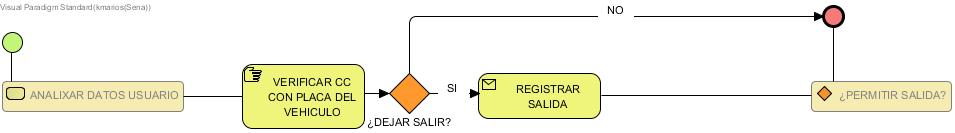 Visual Paradigm Standard(kmarios(Sena))
NO
ANALIXAR DATOS USUARIO
VERIFICAR CC
CON PLACA DEL
VEHICULO
¿DEJAR SALIR?
SI
REGISTRAR
SALIDA
¿PERMITIR SALIDA?